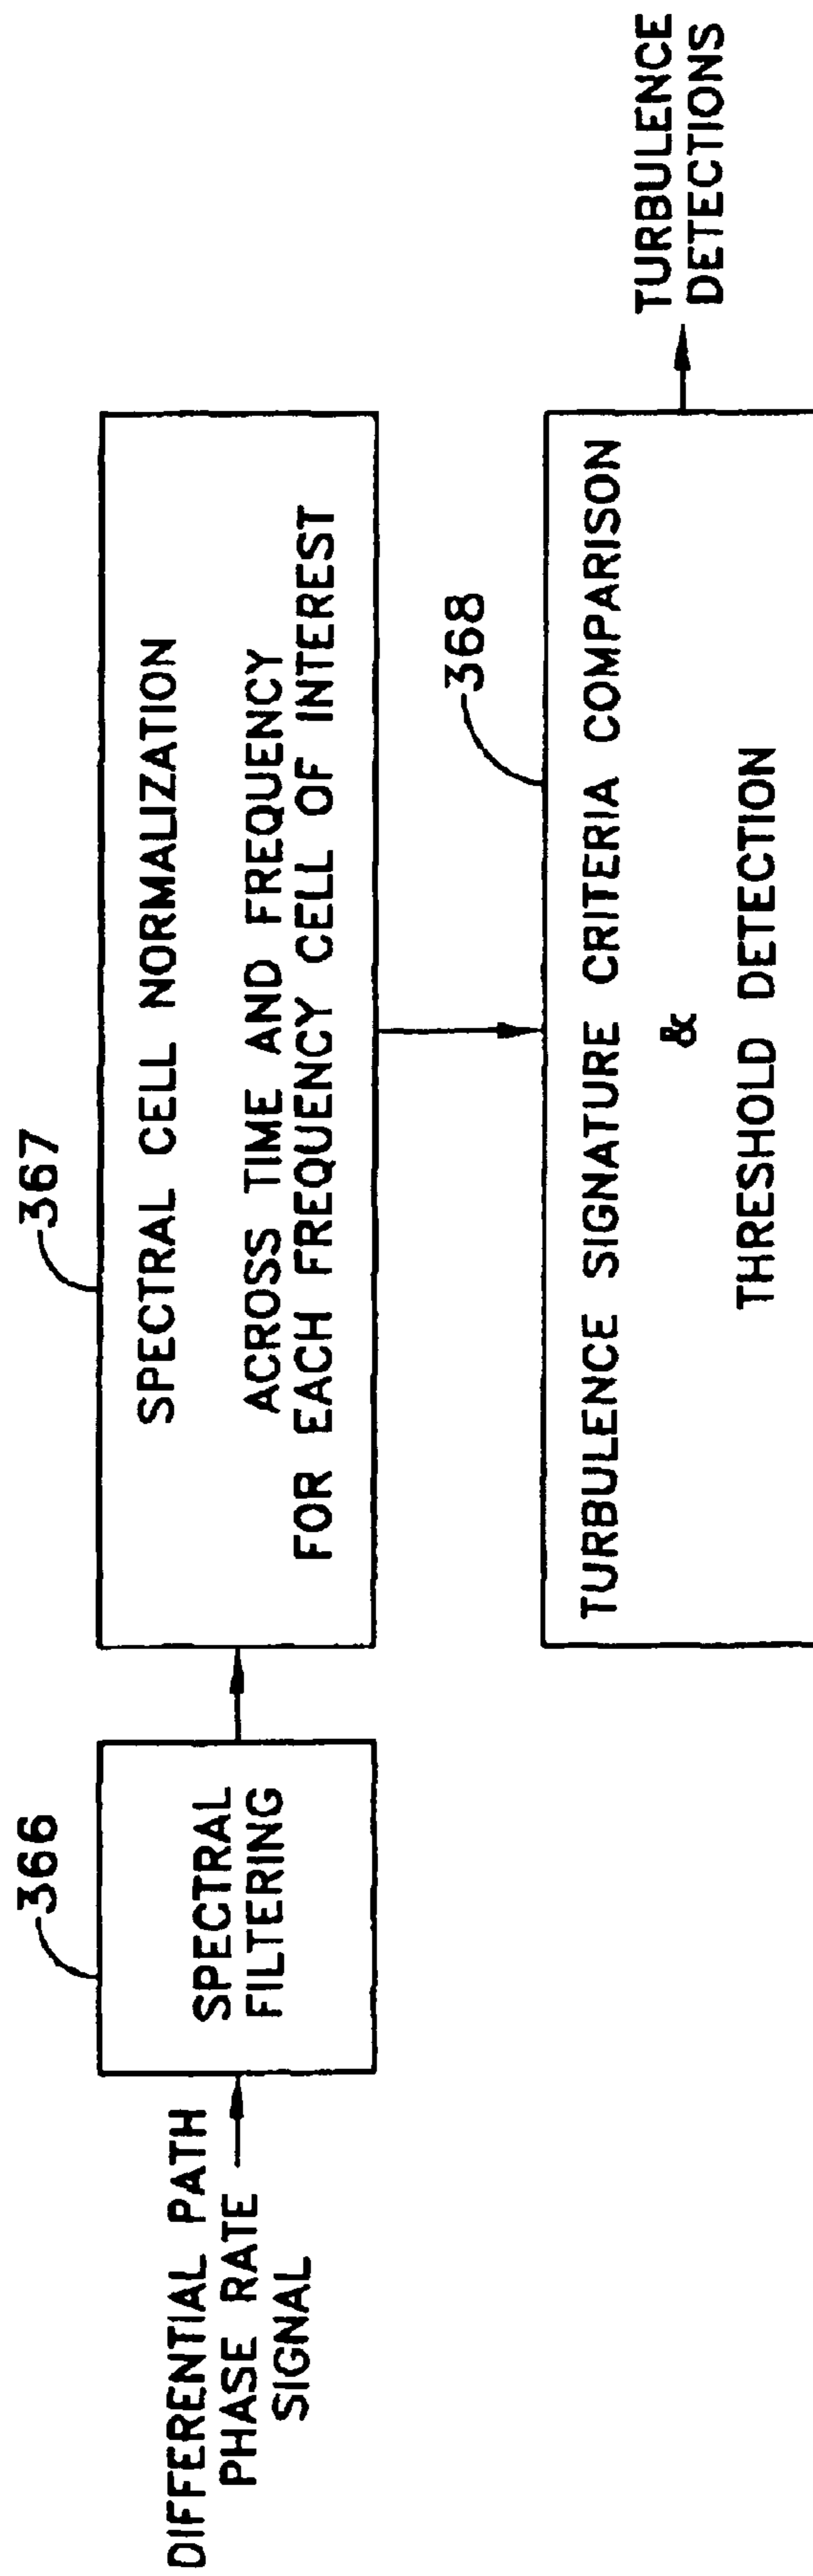 DIFFERENTIAL PATH
PHASE RATE
SIGNAL
366
SPECTRAL
FILTERING
367
SPECTRAL CELL NORMALIZATION
ACROSS TIME AND FREQUENCY
FOR EACH FREQUENCY CELL OF INTEREST
368
TURBULENCE SIGNATURE CRITERIA COMPARISON
&
THRESHOLD DETECTION
TURBULENCE
DETECTIONS